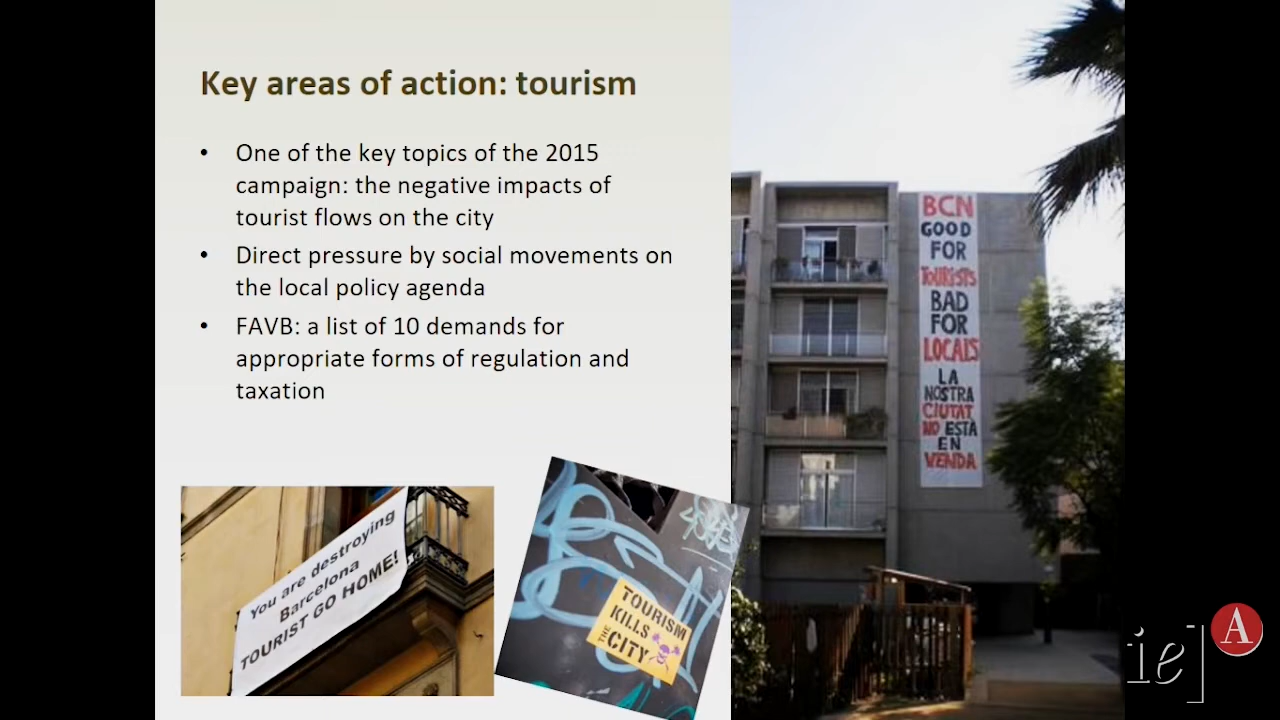 Key areas of action: tourism
• One of the key topics of the 2015
campaign: the negative impacts of
tourist flows on the city
• Direct pressure by social movements on
the local policy agenda
• FAVB: a list of 10 demands for
appropriate forms of regulation and
taxation
You are destroying
Barcelona
TOURIST GO HOME!
TOURISM
KILLS
THE
CITY
BCN
GOOD
FOR
TOURISTS
BAD
FOR
LOCALS
LA
NOSTRA
CIUTAT
NO ESTÀ
EN
VENDA
ie]
A